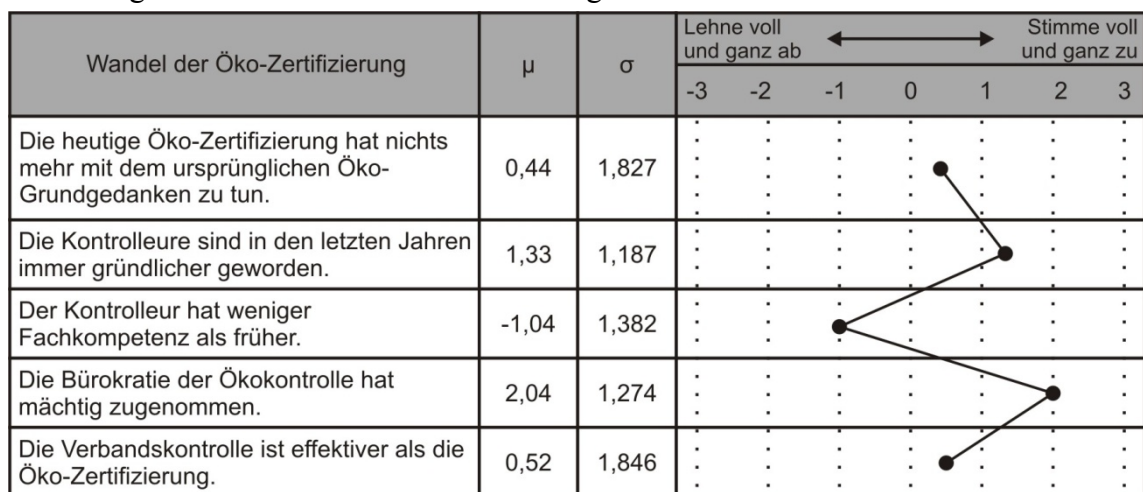 Wandel der Öko-Zertifizierung
μ
σ
Lehne voll
und ganz ab
Stimme voll
und ganz zu
-3 -2 -1 0 1 2 3
Die heutige Öko-Zertifizierung hat nichts
mehr mit dem ursprünglichen Öko-
Grundgedanken zu tun.
0,44
1,827
Die Kontrolleure sind in den letzten Jahren
immer gründlicher geworden.
1,33
1,187
Der Kontrolleur hat weniger
Fachkompetenz als früher.
-1,04
1,382
Die Bürokratie der Ökokontrolle hat
mächtig zugenommen.
2,04
1,274
Die Verbandskontrolle ist effektiver als die
Öko-Zertifizierung.
0,52
1,846